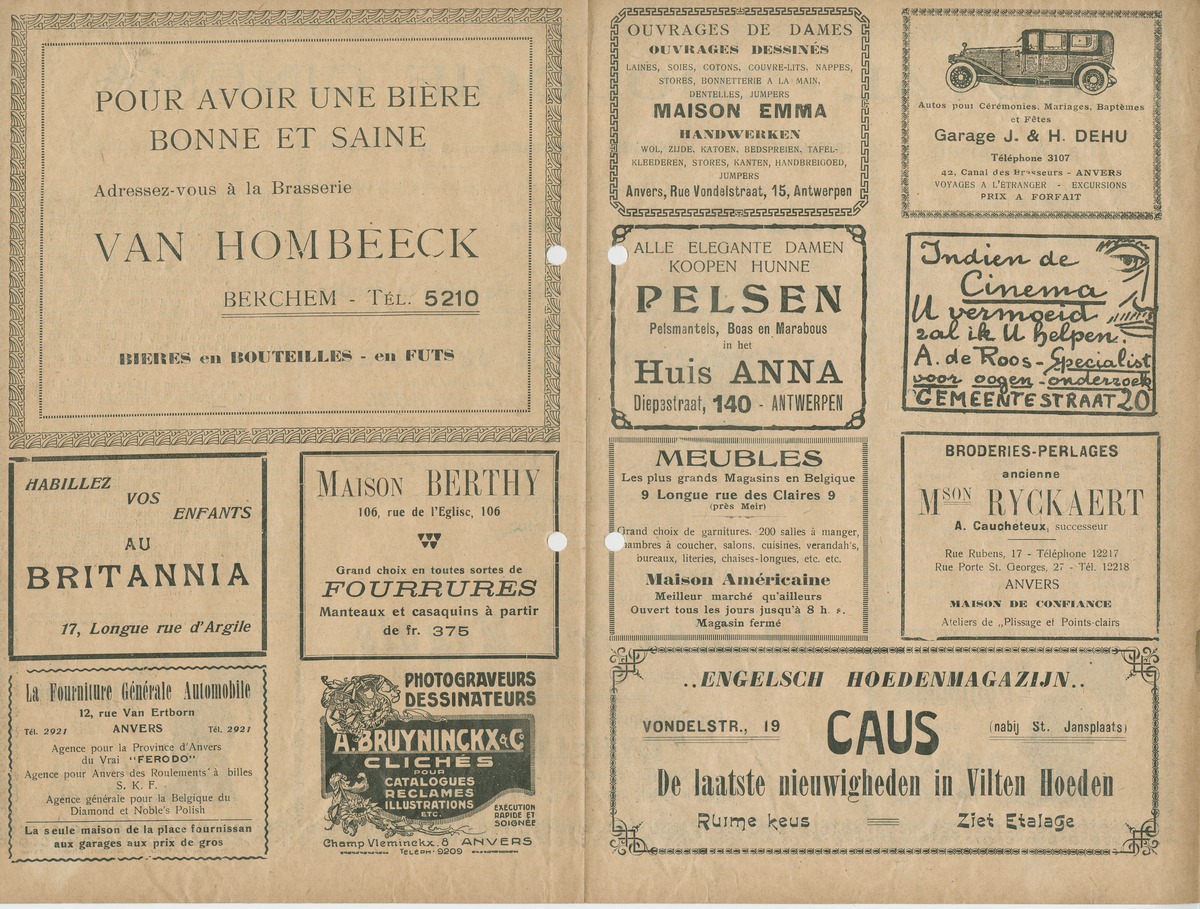 POUR AVOIR UNE BIÈRE
BONNE ET SAINE
Adressez-vous à la Brasserie
VAN HOMBEECK
BERCHEM - TÉL. 5210
BIERES en BOUTEILLES - en FUTS
HABILLEZ
VOS
ENFANTS
AU
BRITANNIA
17, Longue rue d'Argile
MAISON BERTHY
106, rue de l'Eglise, 106
Grand choix en toutes sortes de
FOURRURES
Manteaux et casaquins à partir
de fr. 375
La Fourniture Générale Automobile
12, rue Van Ertborn
Tél. 2921 ANVERS Tél. 2921
Agence pour la Province d'Anvers
du Vrai "FERODO"
Agence pour Anvers des Roulements à billes
S. K. F.
Agence générale pour la Belgique du
Diamond et Noble's Polish
La seule maison de la place fournissan
aux garages aux prix de gros
PHOTOGRAVEURS
DESSINATEURS
A. BRUYNINCKX & Co
CLICHÉS
POUR
CATALOGUES
RECLAMES
ILLUSTRATIONS
ETC.
EXÉCUTION
RAPIDE ET
SOIGNÉE
Champ Vleminckx. 8 ANVERS
TELEPH. 9209
OUVRAGES DE DAMES
OUVRAGES DESSINÉS
LAINES, SOIES, COTONS, COUVRE-LITS, NAPPES,
STORES, BONNETTERIE A LA MAIN,
DENTELLES, JUMPERS
MAISON EMMA
HANDWERKEN
WOL, ZIJDE, KATOEN, BEDSPREIEN, TAFEL-
KLEEDEREN, STORES, KANTEN, HANDBREIGOED,
JUMPERS
Anvers, Rue Vondelstraat, 15, Antwerpen
Autos pour Cérémonies, Mariages, Baptêmes
et Fêtes
Garage J. & H. DEHU
Téléphone 3107
42, Canal des Brasseurs - ANVERS
VOYAGES A L'ÉTRANGER - EXCURSIONS
PRIX A FORFAIT
ALLE ELEGANTE DAMEN
KOOPEN HUNNE
PELSEN
Pelsmantels, Boas en Marabous
in het
Huis ANNA
Diepestraat, 140 - ANTWERPEN
Indien de
Cinema
U vermoeid
zal ik U helpen.
A. de Roos - Specialist
voor oogen-onderzoek
GEMEENTESTRAAT 20
MEUBLES
Les plus grands Magasins en Belgique
9 Longue rue des Claires 9
(près Meir)
Grand choix de garnitures. 200 salles à manger,
ambres à coucher, salons, cuisines, verandah's,
bureaux, literies, chaises-longues, etc. etc.
Maison Américaine
Meilleur marché qu'ailleurs
Ouvert tous les jours jusqu'à 8 h. s.
Magasin fermé
BRODERIES-PERLAGES
ancienne
MSON RYCKAERT
A. Caucheteux, successeur
Rue Rubens, 17 - Téléphone 12217
Rue Porte St. Georges, 27 - Tél. 12218
ANVERS
MAISON DE CONFIANCE
Ateliers de „Plissage et Points-clairs
..ENGELSCH HOEDENMAGAZIJN..
VONDELSTR., 19 CAUS (nabij St. Jansplaats)
De laatste nieuwigheden in Vilten Hoeden
Ruime keus Ziet Etalage